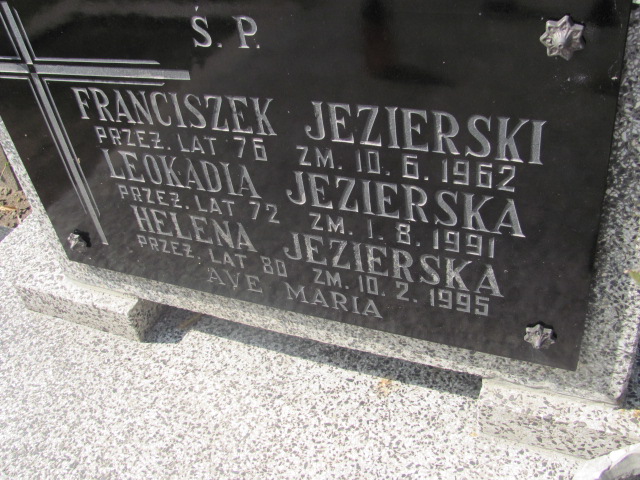 Ś. P.
FRANCISZEK JEZIERSKI
PRZEŻ. LAT 76 ZM. 10. 6. 1962
LEOKADIA JEZIERSKA
PRZEŻ. LAT 72 ZM. 1. 8. 1991
HELENA JEZIERSKA
PRZEŻ. LAT 80 ZM. 10. 2. 1995
AVE MARIA